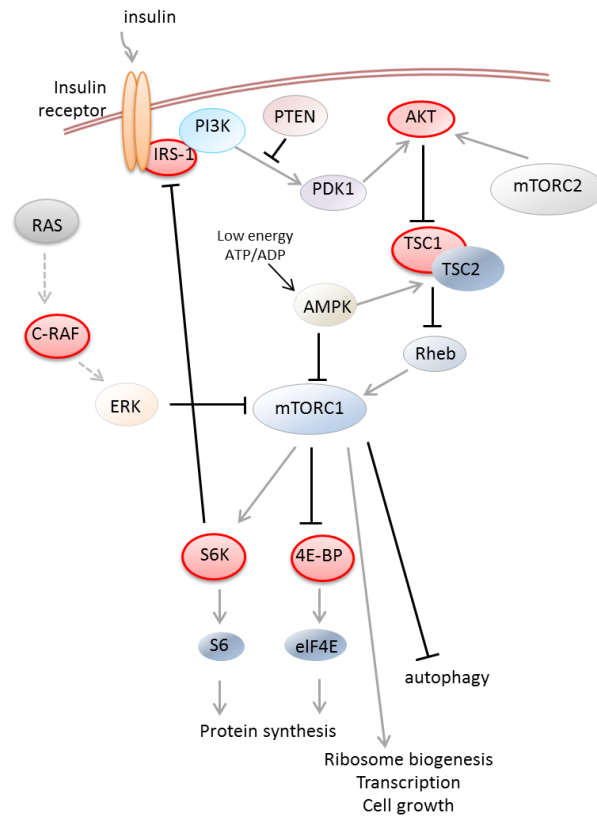 insulin
Insulin
receptor
PI3K
IRS-1
PTEN
PDK1
AKT
mTORC2
RAS
Low energy
ATP/ADP
TSC1
TSC2
AMPK
C-RAF
Rheb
ERK
mTORC1
S6K
4E-BP
S6
eIF4E
autophagy
Protein synthesis
Ribosome biogenesis
Transcription
Cell growth